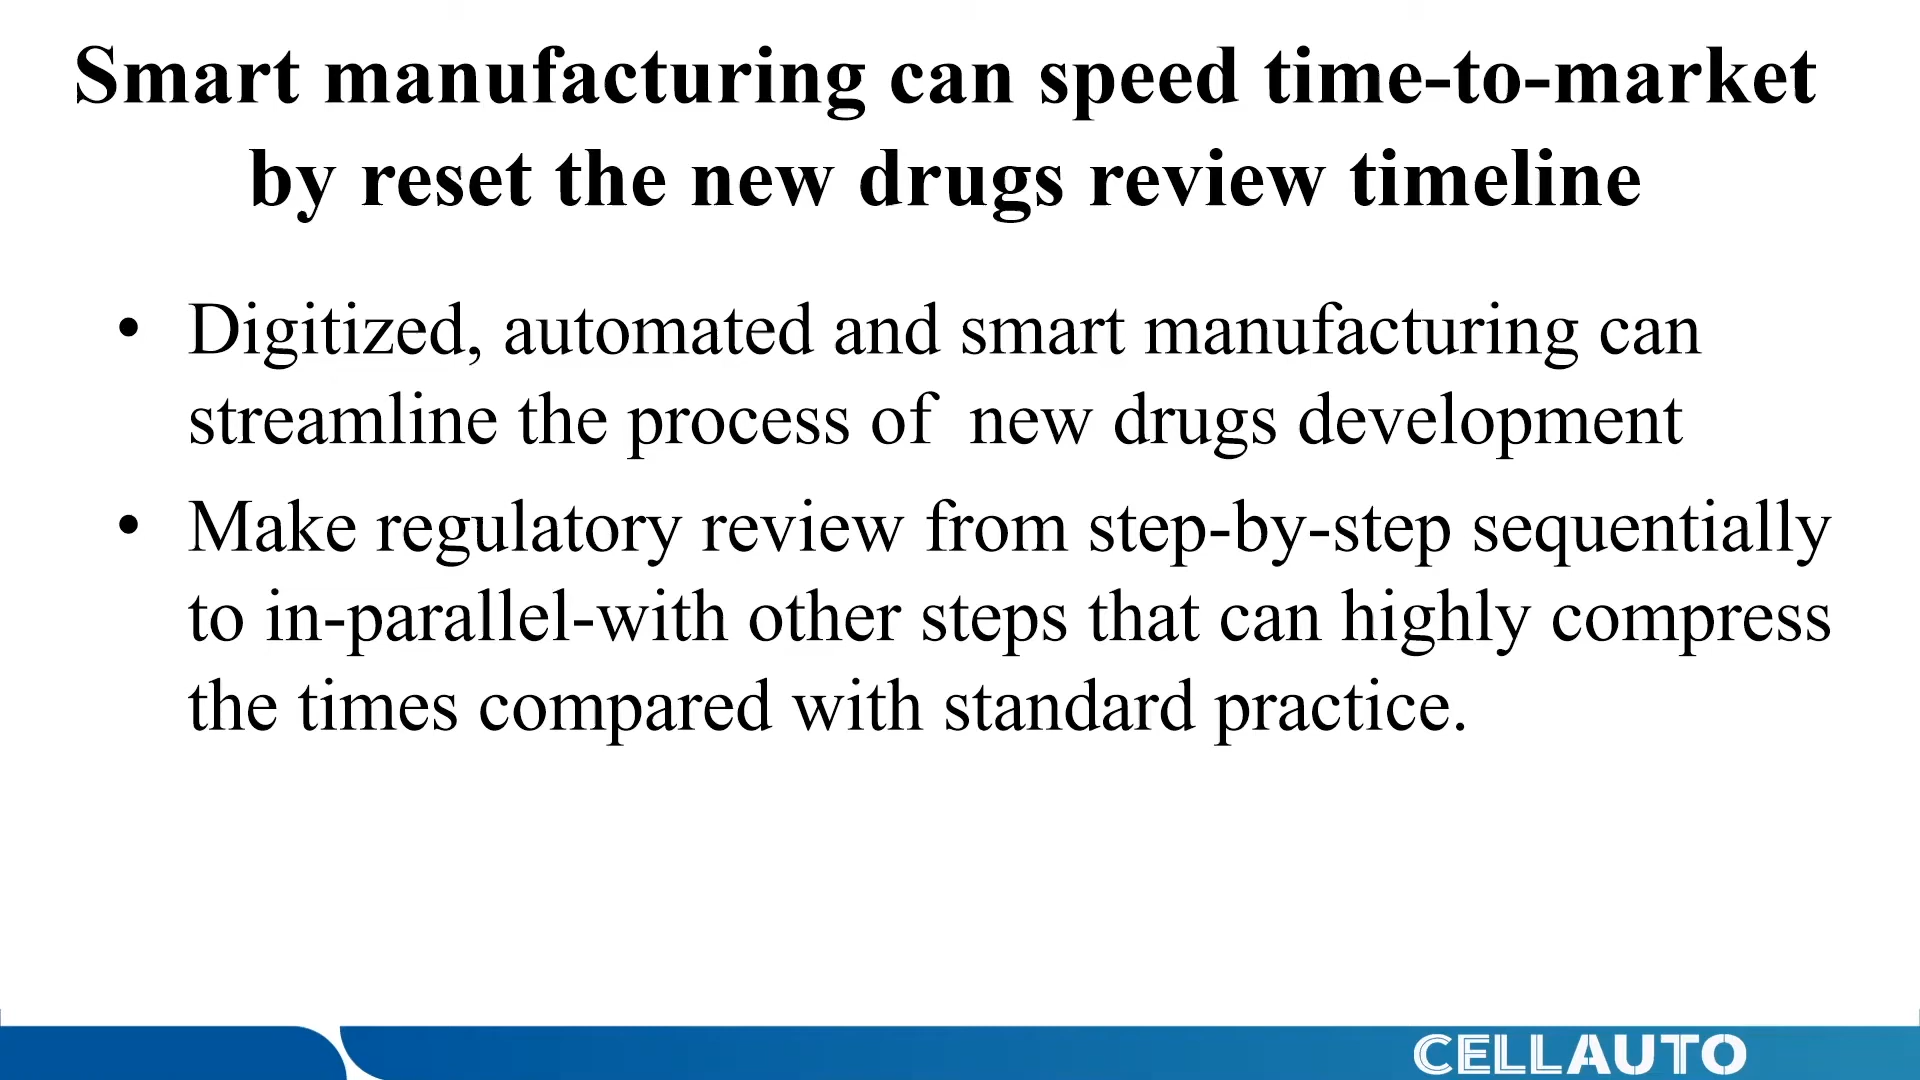 Smart manufacturing can speed time-to-market
by reset the new drugs review timeline
• Digitized, automated and smart manufacturing can
streamline the process of  new drugs development
• Make regulatory review from step-by-step sequentially
to in-parallel-with other steps that can highly compress
the times compared with standard practice.
CELLAUTO